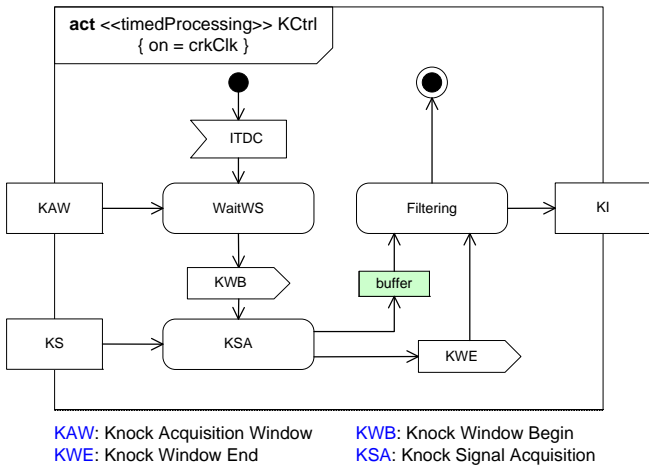 act <<timedProcessing>> KCtrl
{ on = crkClk }
ITDC
KAW
WaitWS
Filtering
KI
KWB
buffer
KS
KSA
KWE
KAW: Knock Acquisition Window
KWB: Knock Window Begin
KWE: Knock Window End
KSA: Knock Signal Acquisition